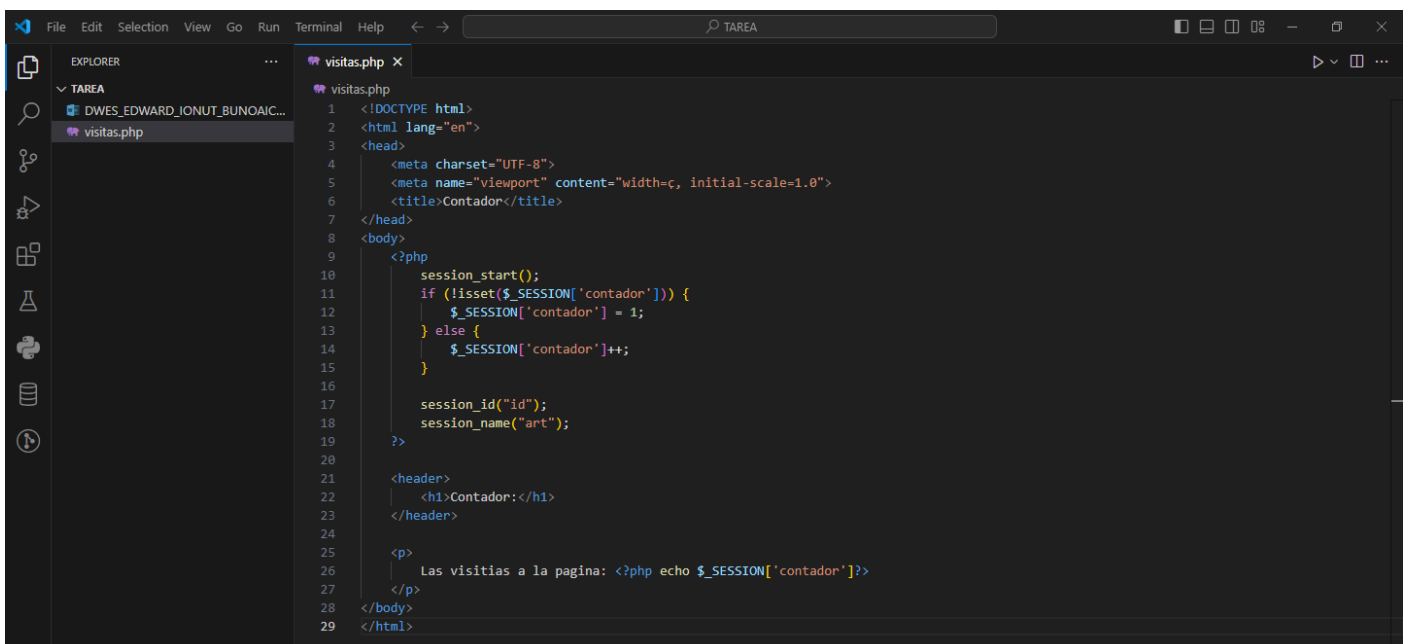 File Edit Selection View Go Run Terminal Help TAREA
EXPLORER
TAREA
DWES_EDWARD_IONUT_BUNOAIC...
visitas.php
visitas.php
visitas.php
1 <!DOCTYPE html>
2 <html lang="en">
3 <head>
4 <meta charset="UTF-8">
5 <meta name="viewport" content="width=ç, initial-scale=1.0">
6 <title>Contador</title>
7 </head>
8 <body>
9 <?php
10 session_start();
11 if (!isset($_SESSION['contador'])) {
12 $_SESSION['contador'] = 1;
13 } else {
14 $_SESSION['contador']++;
15 }
16
17 session_id("id");
18 session_name("art");
19 ?>
20
21 <header>
22 <h1>Contador:</h1>
23 </header>
24
25 <p>
26 Las visitias a la pagina: <?php echo $_SESSION['contador']?>
27 </p>
28 </body>
29 </html>